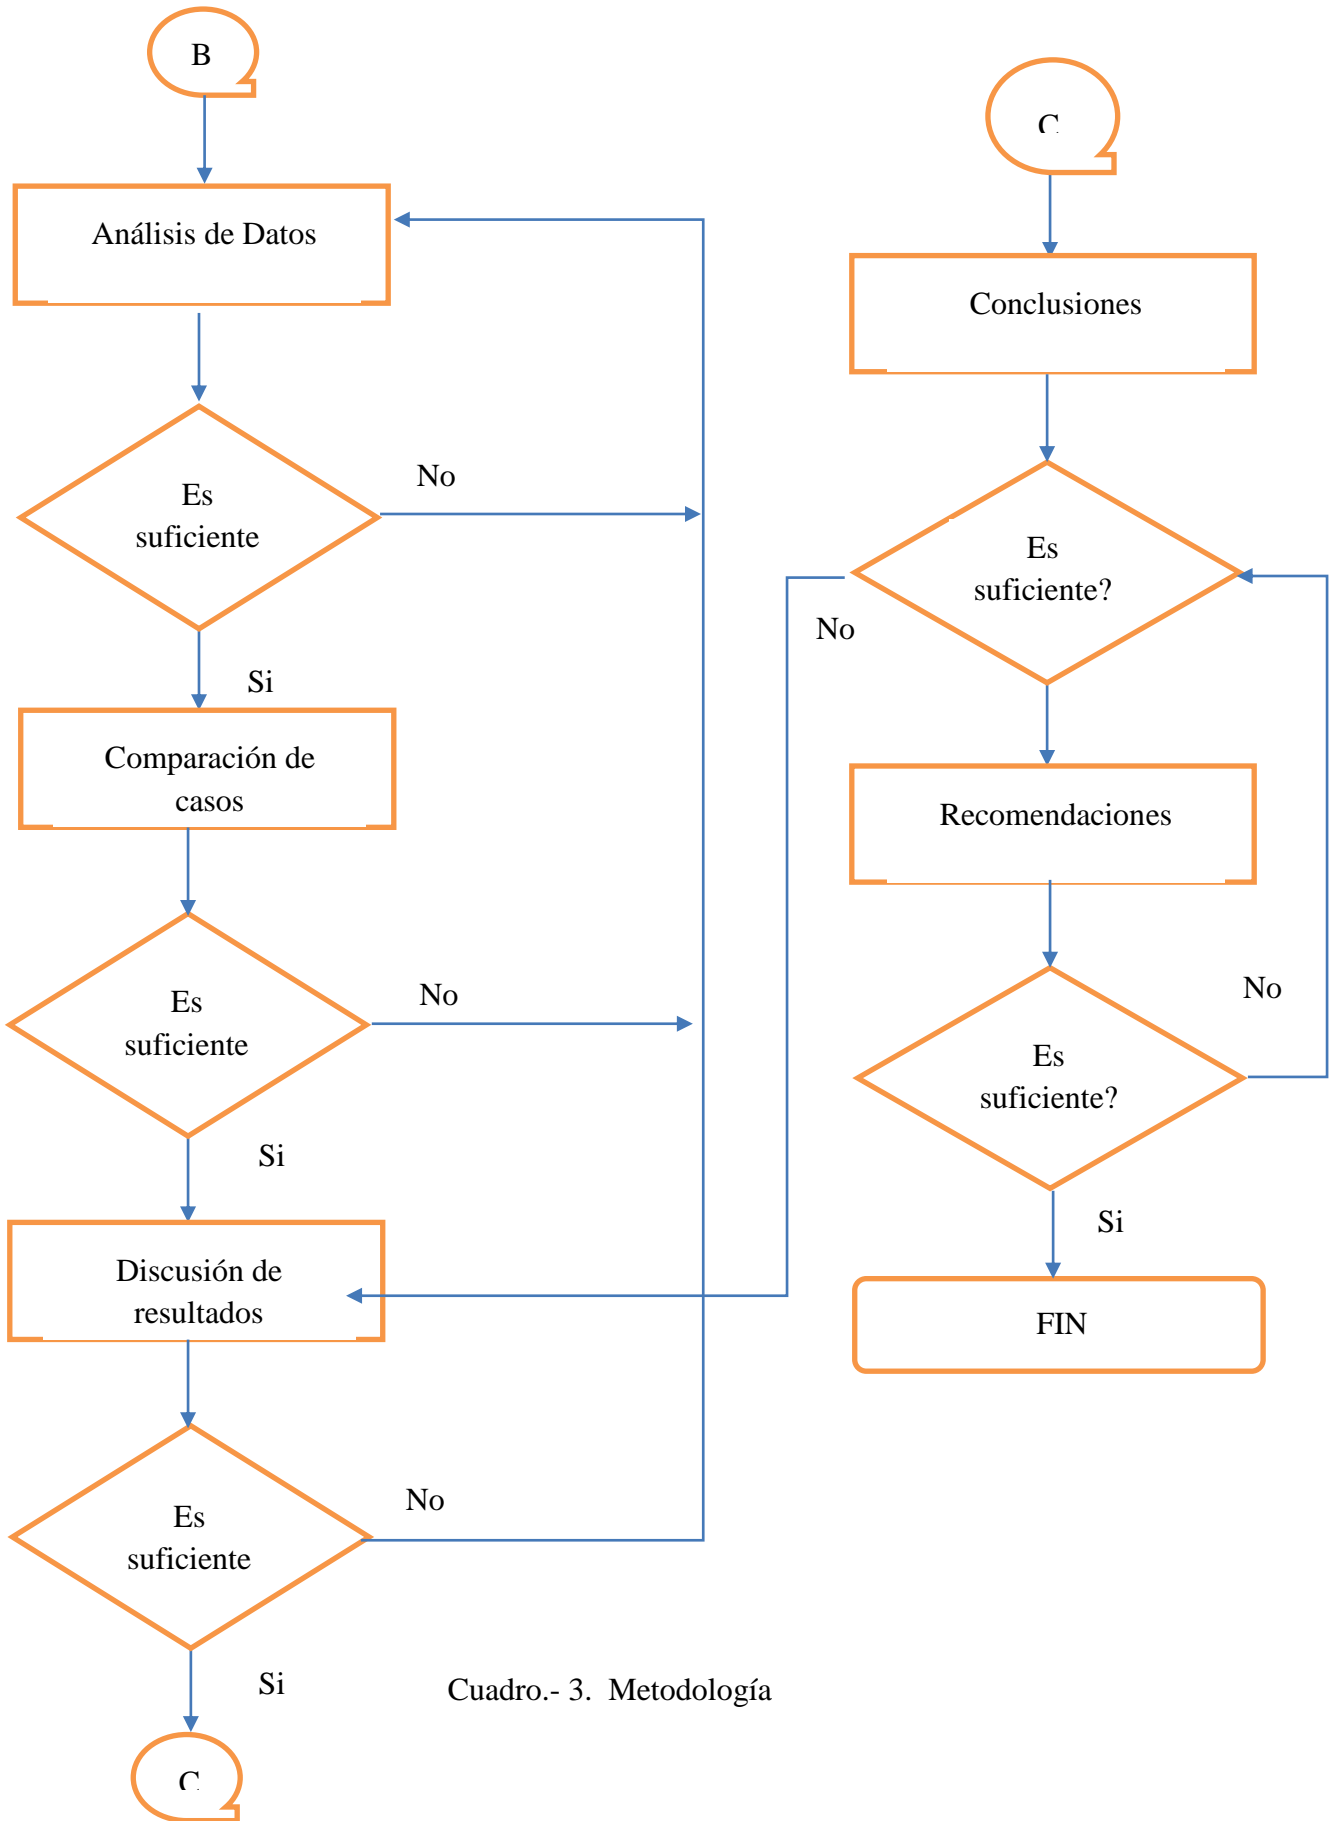 B
Análisis de Datos
No
Es
suficiente
Si
Comparación de
casos
No
Es
suficiente
Si
Discusión de
resultados
No
Es
suficiente
Si
C
Cuadro.- 3. Metodología
C
Conclusiones
Es
suficiente?
No
Recomendaciones
No
Es
suficiente?
Si
FIN